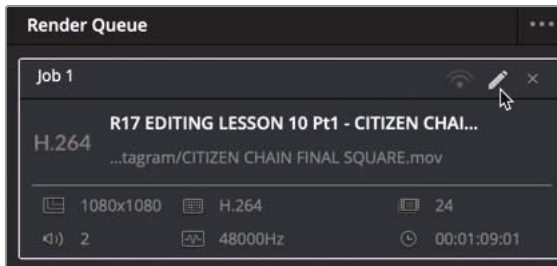 Render Queue
Job 1
R17 EDITING LESSON 10 Pt1 - CITIZEN CHAI...
H.264
...tagram/CITIZEN CHAIN FINAL SQUARE.mov
1080x1080 H.264 24
2 48000Hz 00:01:09:01